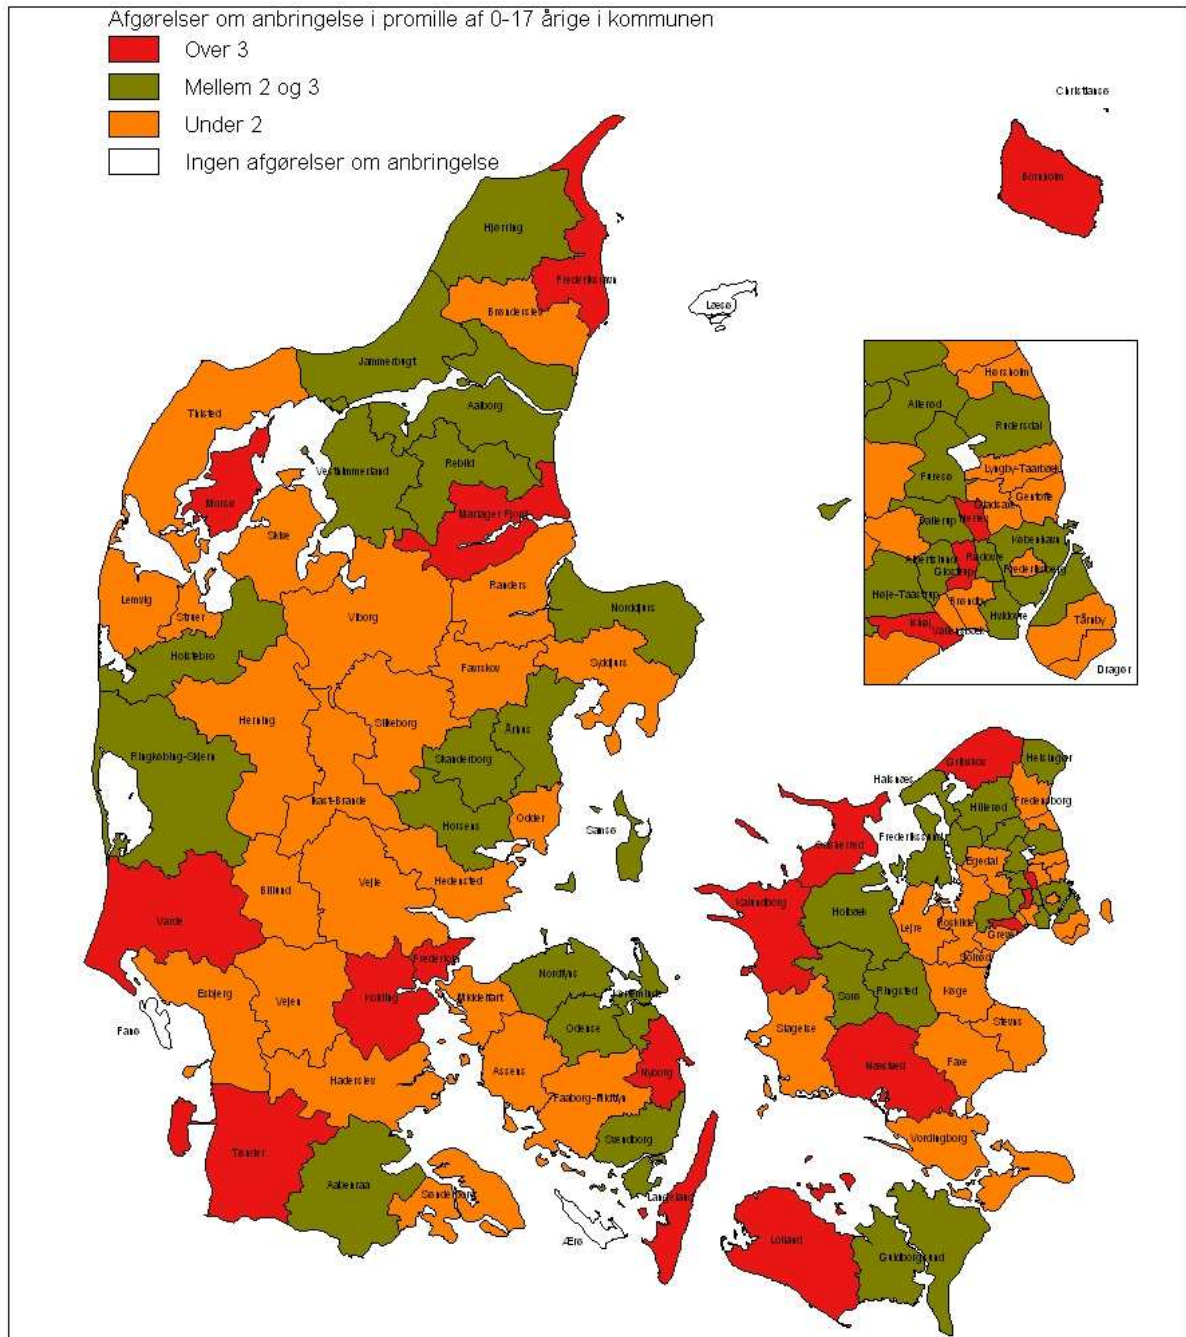 Afgørelser om anbringelse i promille af 0-17 årige i kommunen
Over 3
Mellem 2 og 3
Under 2
Ingen afgørelser om anbringelse
Christiansø
Bornholm
Hjørring
Frederikshavn
Læsø
Brønderslev
Jammerbugt
Thisted
Aalborg
Rebild
Vesthimmerland
Morsø
Mariager Fjord
Skive
Randers
Lemvig
Struer
Viborg
Norddjurs
Holstebro
Favrskov
Syddjurs
Herning
Silkeborg
Århus
Ringkøbing-Skjern
Skanderborg
Ikast-Brande
Horsens
Odder
Samsø
Billund
Vejle
Hedensted
Varde
Fredericia
Kolding
Esbjerg
Vejen
Fanø
Middelfart
Nordfyns
Kerteminde
Odense
Haderslev
Assens
Nyborg
Faaborg-Midtfyn
Svendborg
Tønder
Aabenraa
Sønderborg
Langeland
Ærø
Hørsholm
Allerød
Rudersdal
Lyngby-Taarbæk
Furesø
Gentofte
Gladsaxe
Ballerup
Herlev
København
Albertslund
Rødovre
Glostrup
Frederiksberg
Høje-Taastrup
Brøndby
Hvidovre
Ishøj
Vallensbæk
Tårnby
Dragør
Gribskov
Helsingør
Halsnæs
Hillerød
Fredensborg
Odsherred
Frederikssund
Egedal
Kalundborg
Holbæk
Lejre
Roskilde
Greve
Solrød
Sorø
Ringsted
Køge
Slagelse
Stevns
Næstved
Faxe
Vordingborg
Lolland
Guldborgsund